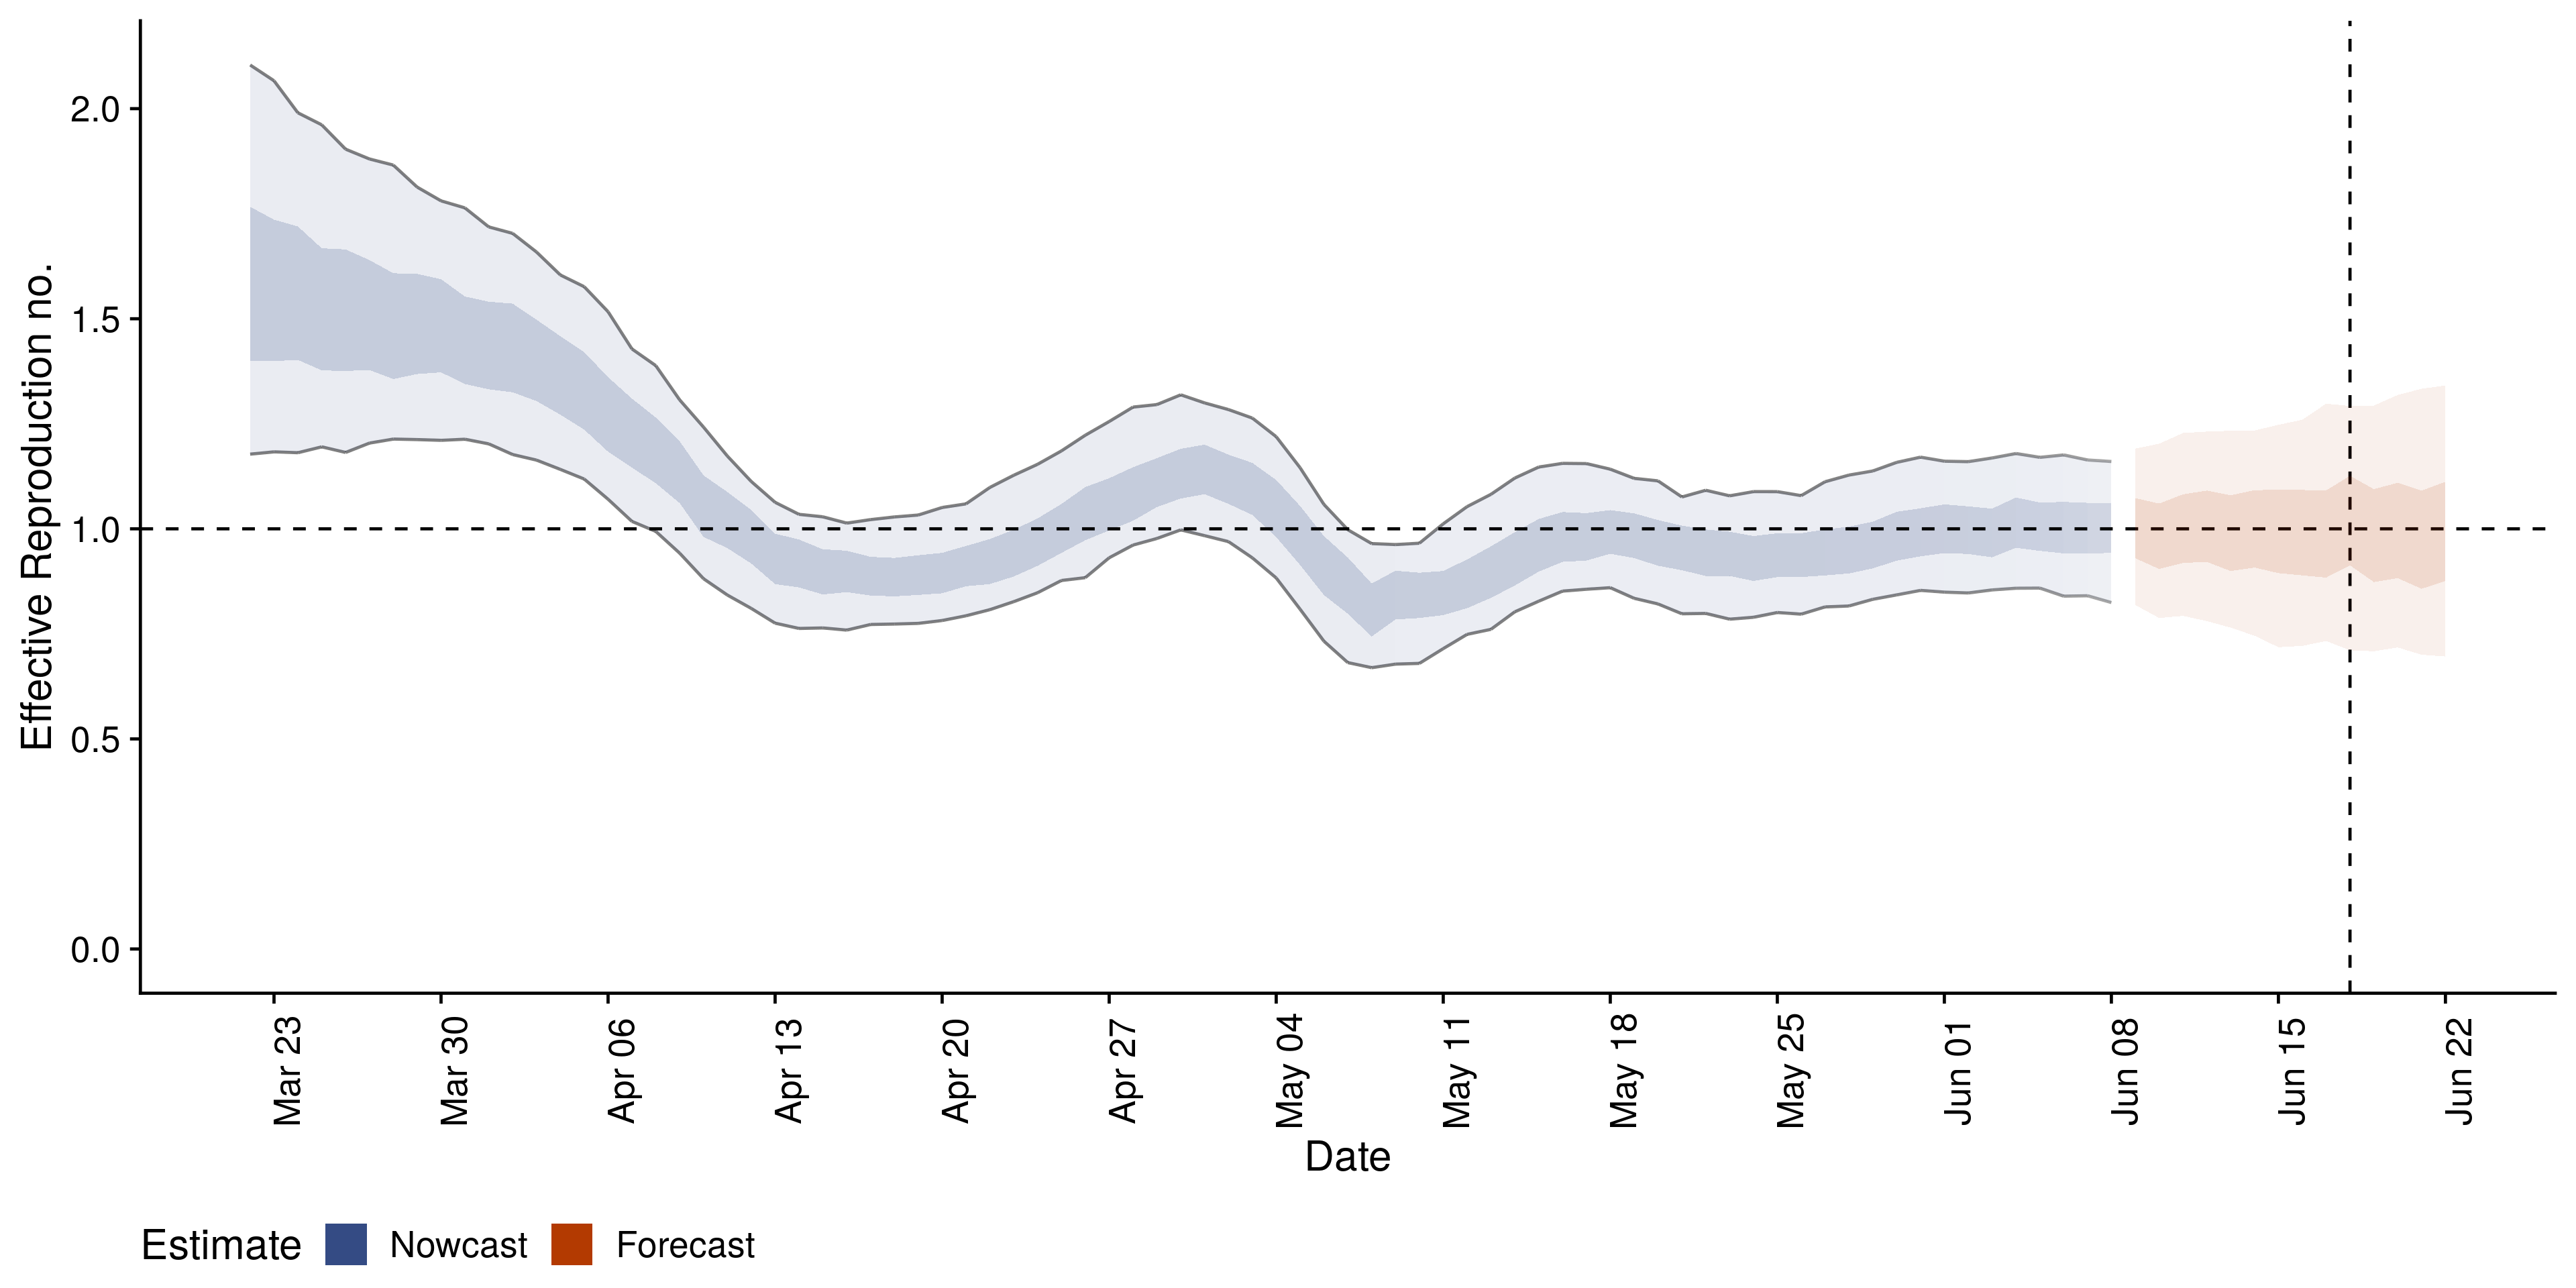 Effective Reproduction no.
2.0
1.5
1.0
0.5
0.0
Mar 23
Mar 30
Apr 06
Apr 13
Apr 20
Apr 27
May 04
May 11
May 18
May 25
Jun 01
Jun 08
Jun 15
Jun 22
Date
Estimate Nowcast Forecast